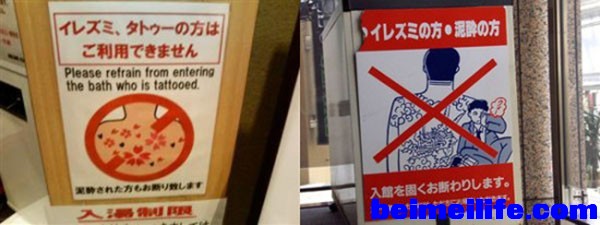 イレズミ、タトゥーの方は
ご利用できません
Please refrain from entering
the bath who is tattooed.
泥酔された方もお断り致します
入湯制限
イレズミの方・泥酔の方
入館を固くお断わりします。
beimeilife.com